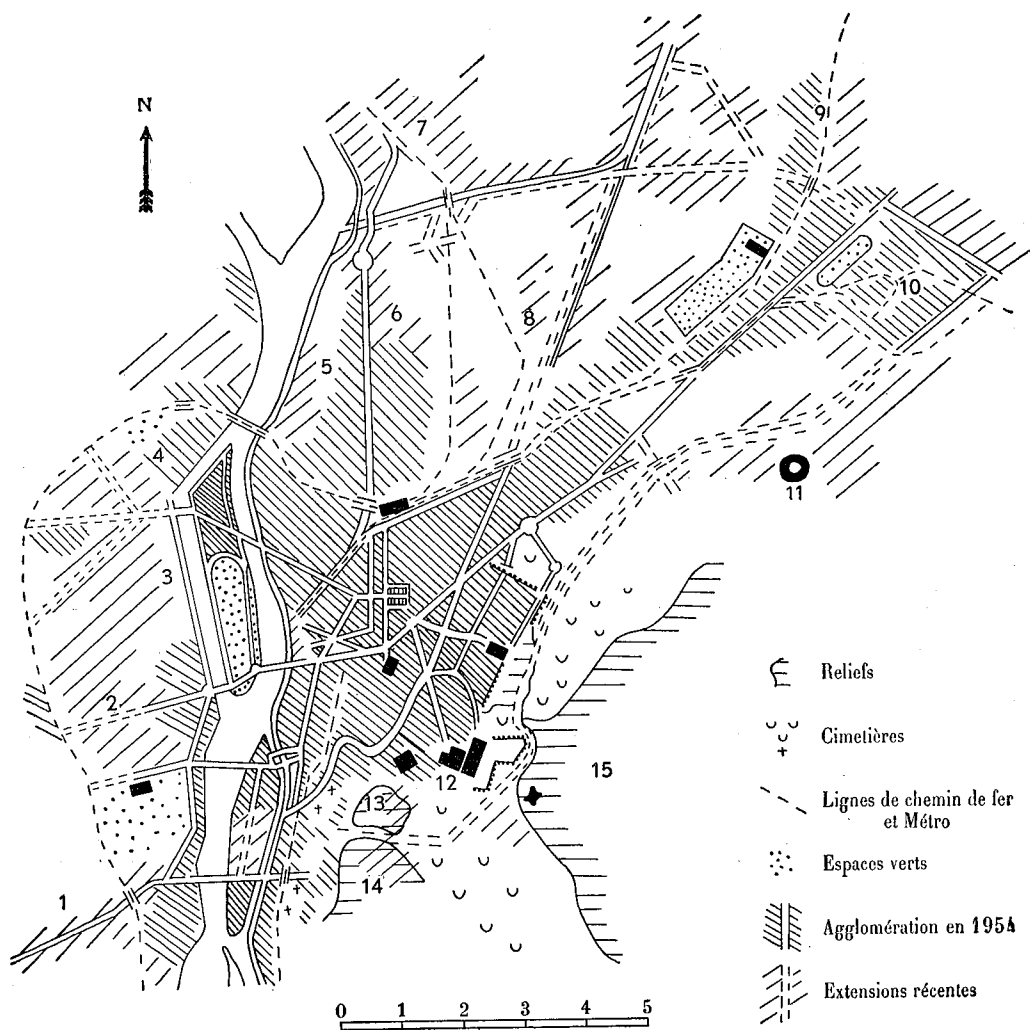 N
7
9
10
6
8
5
4
11
3
2
15
12
13
14
1
Reliefs
Cimetières
Lignes de chemin de fer
et Métro
Espaces verts
Agglomération en 1954
Extensions récentes
0 1 2 3 4 5